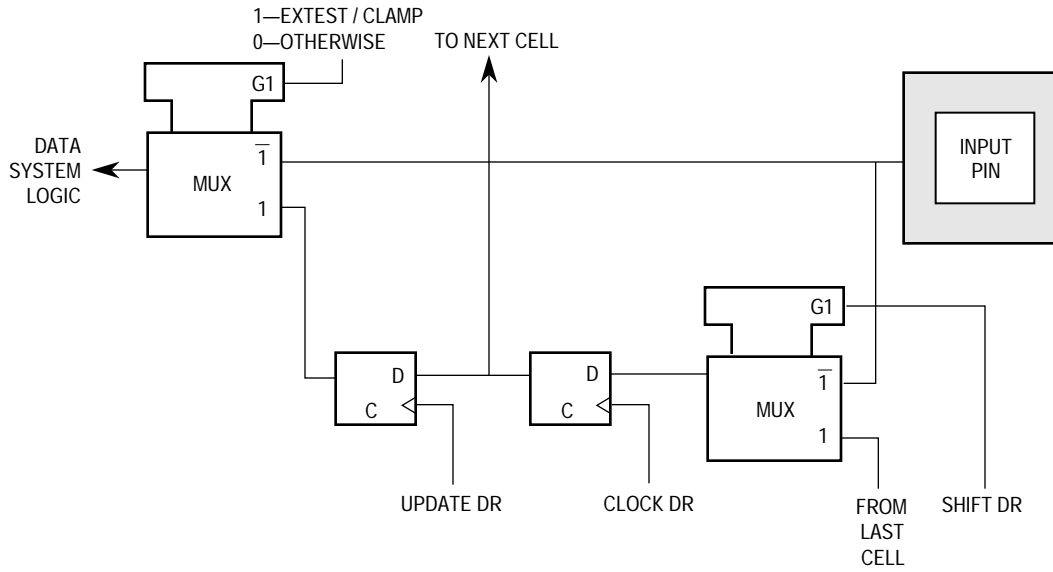 1—EXTEST / CLAMP
0—OTHERWISE
TO NEXT CELL
G1
DATA
SYSTEM
LOGIC
MUX
1
1
INPUT
PIN
G1
D
C
D
C
MUX
1
1
UPDATE DR
CLOCK DR
FROM
LAST
CELL
SHIFT DR